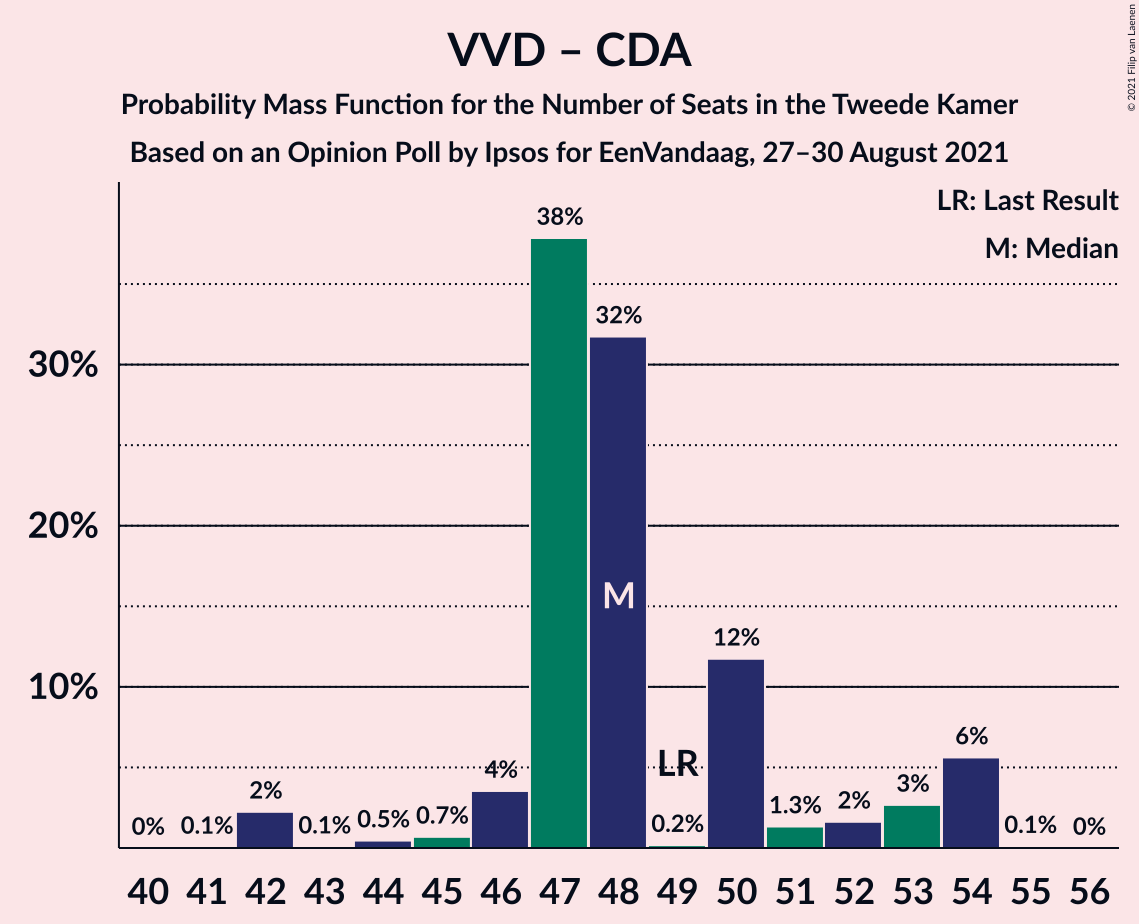 VVD – CDA
Probability Mass Function for the Number of Seats in the Tweede Kamer
Based on an Opinion Poll by Ipsos for EenVandaag, 27–30 August 2021
© 2021 Filip van Laenen
LR: Last Result
M: Median
30%
20%
10%
0% 0.1% 2% 0.1% 0.5% 0.7% 4% 38% 32% 0.2% 12% 1.3% 2% 3% 6% 0.1% 0%
M
LR
40 41 42 43 44 45 46 47 48 49 50 51 52 53 54 55 56